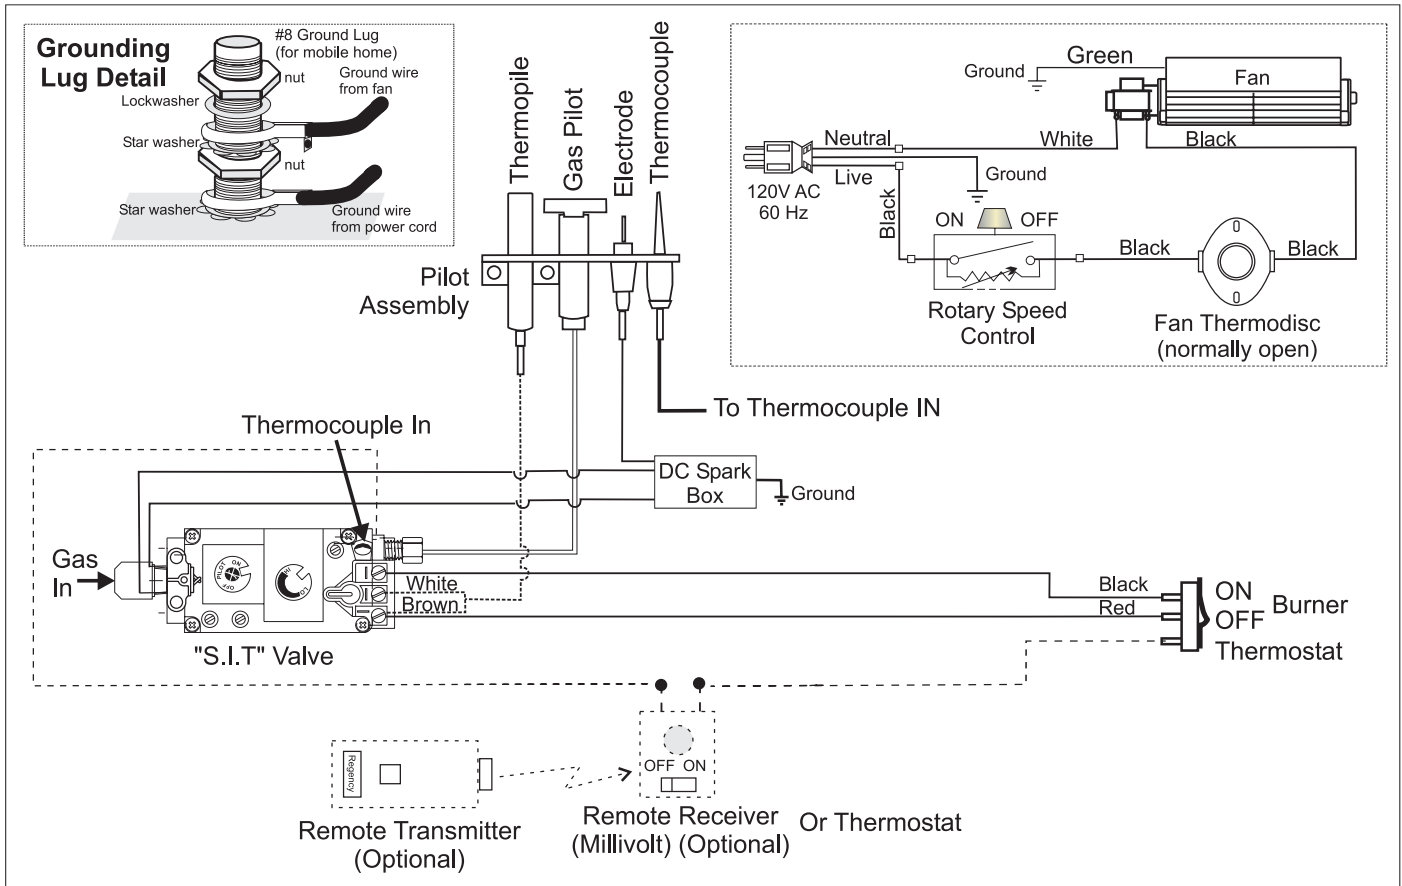 Grounding
Lug Detail
#8 Ground Lug
(for mobile home)
nut
Ground wire
from fan
Lockwasher
Star washer
nut
Star washer
Ground wire
from power cord
Thermopile
Gas Pilot
Electrode
Thermocouple
Pilot
Assembly
Green
Ground
Fan
Neutral
White
Black
Live
Ground
120V AC
60 Hz
Black
ON
OFF
Black
Black
Rotary Speed
Control
Fan Thermodisc
(normally open)
To Thermocouple IN
Thermocouple In
DC Spark
Box
Ground
Gas
In
PILOT
ON
OFF
HI
LO
White
Brown
Black
Red
ON
OFF
Burner
Thermostat
"S.I.T" Valve
Regency
OFF ON
Remote Transmitter
(Optional)
Remote Receiver
(Millivolt) (Optional)
Or Thermostat